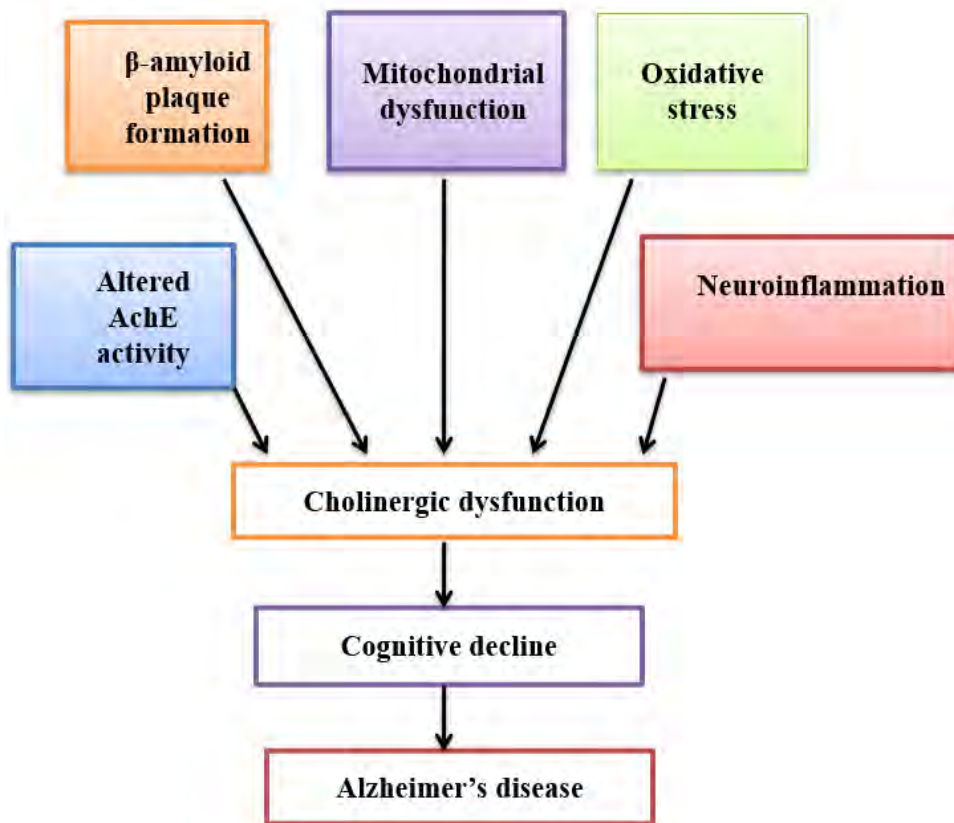 β-amyloid
plaque
formation
Mitochondrial
dysfunction
Oxidative
stress
Altered
AchE
activity
Neuroinflammation
Cholinergic dysfunction
Cognitive decline
Alzheimer’s disease